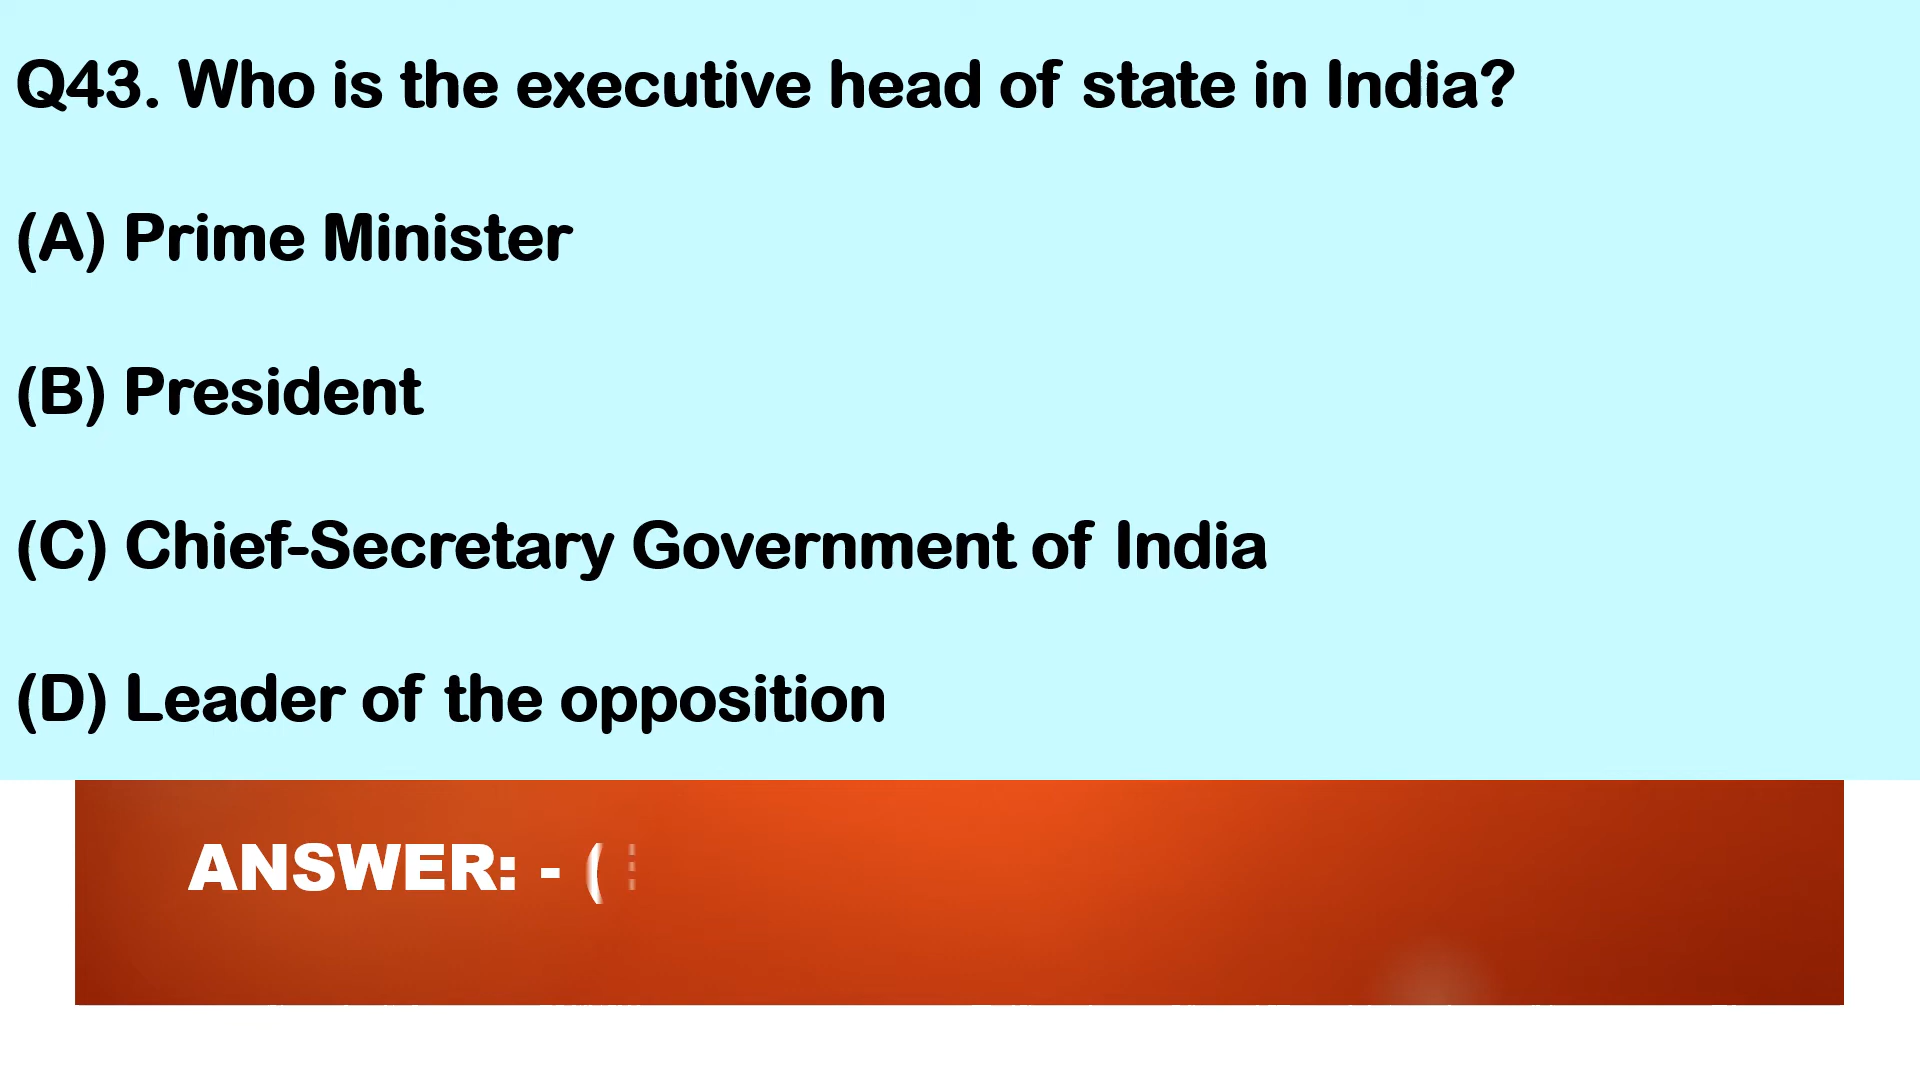 Q43. Who is the executive head of state in India?
(A) Prime Minister
(B) President
(C) Chief-Secretary Government of India
(D) Leader of the opposition
ANSWER: - (